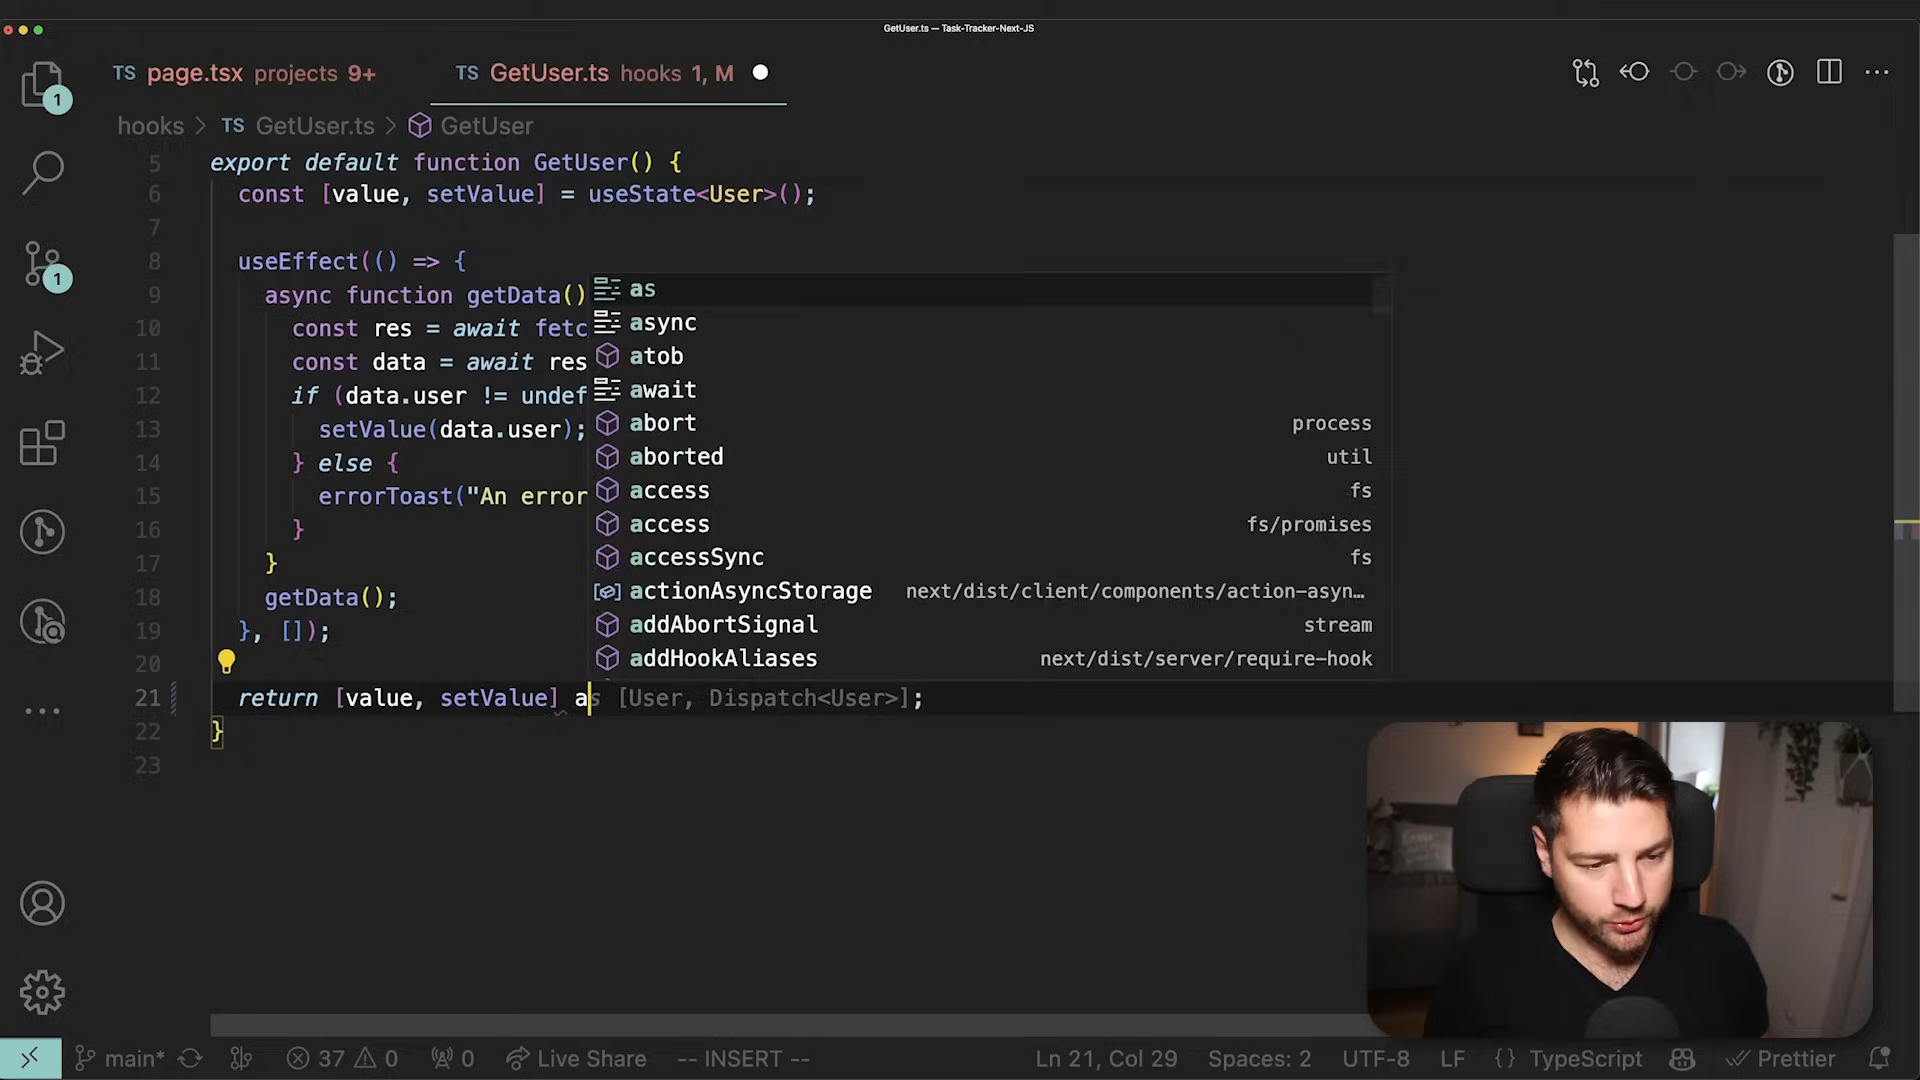 GetUser.ts — Task-Tracker-Next-JS
TS page.tsx projects 9+
TS GetUser.ts hooks 1, M
hooks > TS GetUser.ts > GetUser
1
1
5 export default function GetUser() {
6 const [value, setValue] = useState<User>();
7
8 useEffect(() => {
9 async function getData()
10 const res = await fetc
11 const data = await res
12 if (data.user != undef
13 setValue(data.user);
14 } else {
15 errorToast("An error
16 }
17 }
18 getData();
19 }, []);
20
21 return [value, setValue] as [User, Dispatch<User>];
22 }
23
as
async
atob
await
abort process
aborted util
access fs
access fs/promises
accessSync fs
actionAsyncStorage next/dist/client/components/action-asyn…
addAbortSignal stream
addHookAliases next/dist/server/require-hook
main* 37 0 0 Live Share -- INSERT -- Ln 21, Col 29 Spaces: 2 UTF-8 LF {} TypeScript Prettier